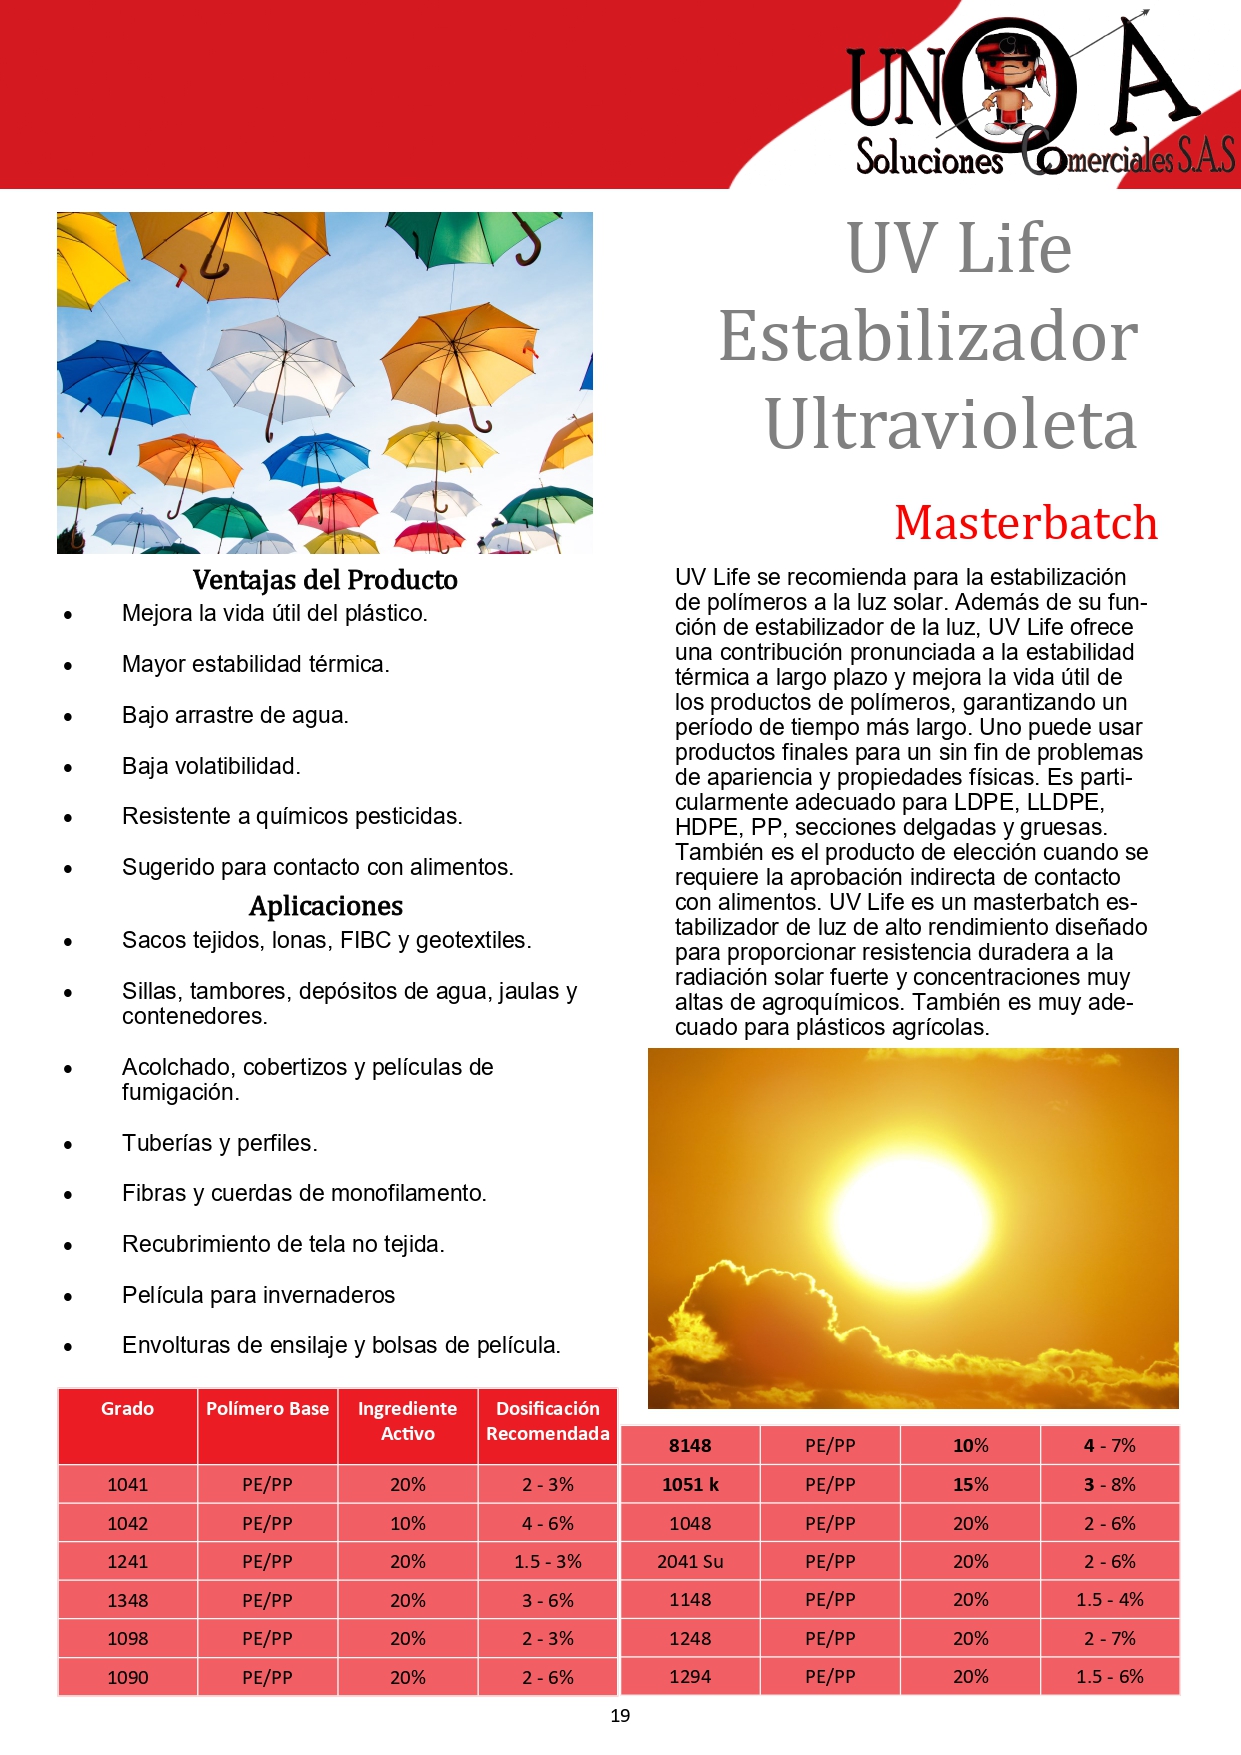 UNOA
Soluciones Comerciales S.A.S
UV Life
Estabilizador
Ultravioleta
Masterbatch
Ventajas del Producto
• Mejora la vida útil del plástico.
• Mayor estabilidad térmica.
• Bajo arrastre de agua.
• Baja volatibilidad.
• Resistente a químicos pesticidas.
• Sugerido para contacto con alimentos.
Aplicaciones
• Sacos tejidos, lonas, FIBC y geotextiles.
• Sillas, tambores, depósitos de agua, jaulas y
contenedores.
• Acolchado, cobertizos y películas de
fumigación.
• Tuberías y perfiles.
• Fibras y cuerdas de monofilamento.
• Recubrimiento de tela no tejida.
• Película para invernaderos
• Envolturas de ensilaje y bolsas de película.
UV Life se recomienda para la estabilización
de polímeros a la luz solar. Además de su fun-
ción de estabilizador de la luz, UV Life ofrece
una contribución pronunciada a la estabilidad
térmica a largo plazo y mejora la vida útil de
los productos de polímeros, garantizando un
período de tiempo más largo. Uno puede usar
productos finales para un sin fin de problemas
de apariencia y propiedades físicas. Es parti-
cularmente adecuado para LDPE, LLDPE,
HDPE, PP, secciones delgadas y gruesas.
También es el producto de elección cuando se
requiere la aprobación indirecta de contacto
con alimentos. UV Life es un masterbatch es-
tabilizador de luz de alto rendimiento diseñado
para proporcionar resistencia duradera a la
radiación solar fuerte y concentraciones muy
altas de agroquímicos. También es muy ade-
cuado para plásticos agrícolas.
Grado Polímero Base Ingrediente Activo Dosificación Recomendada
1041 PE/PP 20% 2 - 3%
1042 PE/PP 10% 4 - 6%
1241 PE/PP 20% 1.5 - 3%
1348 PE/PP 20% 3 - 6%
1098 PE/PP 20% 2 - 3%
1090 PE/PP 20% 2 - 6%
8148 PE/PP 10% 4 - 7%
1051 k PE/PP 15% 3 - 8%
1048 PE/PP 20% 2 - 6%
2041 Su PE/PP 20% 2 - 6%
1148 PE/PP 20% 1.5 - 4%
1248 PE/PP 20% 2 - 7%
1294 PE/PP 20% 1.5 - 6%
19